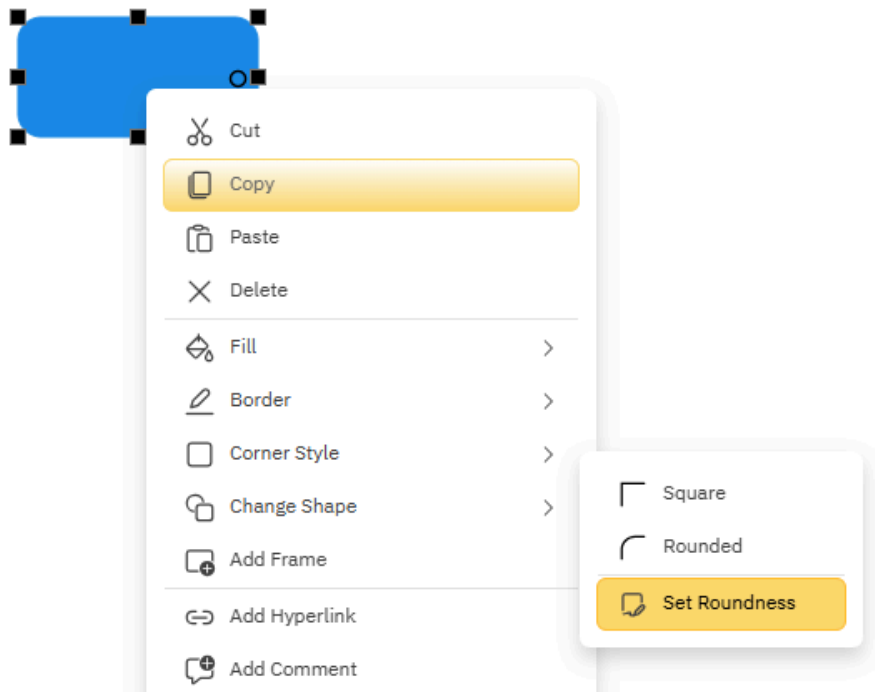 Cut
Copy
Paste
Delete
Fill
Border
Corner Style
Change Shape
Add Frame
Add Hyperlink
Add Comment
Square
Rounded
Set Roundness